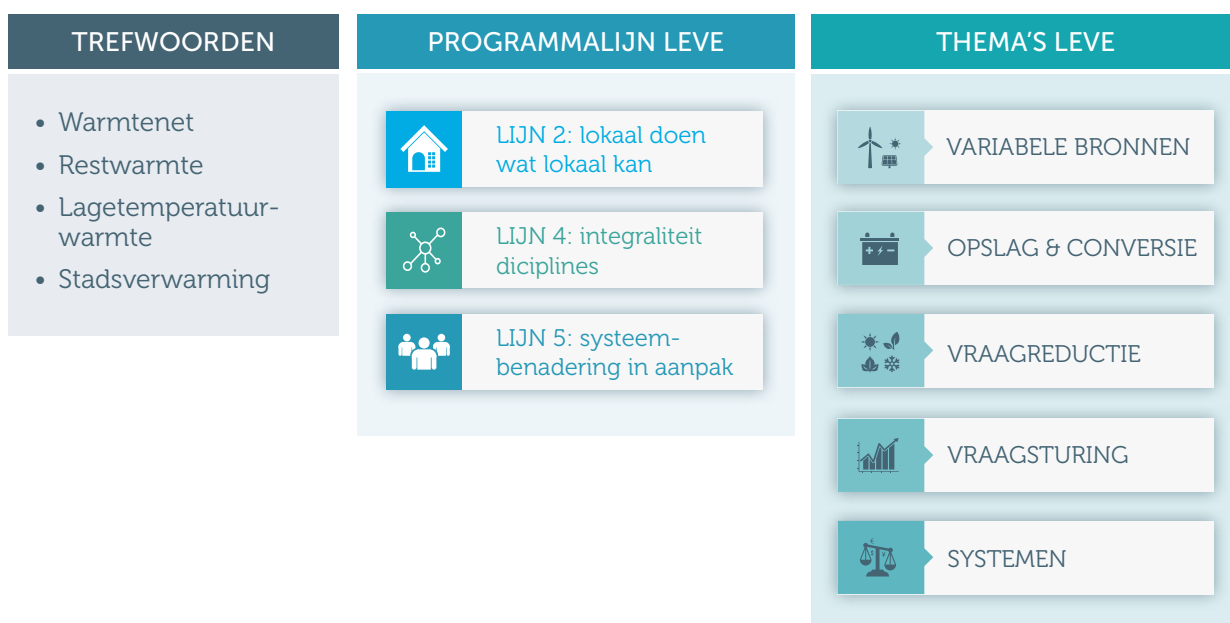 TREFWOORDEN
• Warmtenet
• Restwarmte
• Lagetemperatuur-
warmte
• Stadsverwarming
PROGRAMMALIJN LEVE
LIJN 2: lokaal doen
wat lokaal kan
LIJN 4: integraliteit
diciplines
LIJN 5: systeem-
benadering in aanpak
THEMA'S LEVE
VARIABELE BRONNEN
OPSLAG & CONVERSIE
VRAAGREDUCTIE
VRAAGSTURING
SYSTEMEN